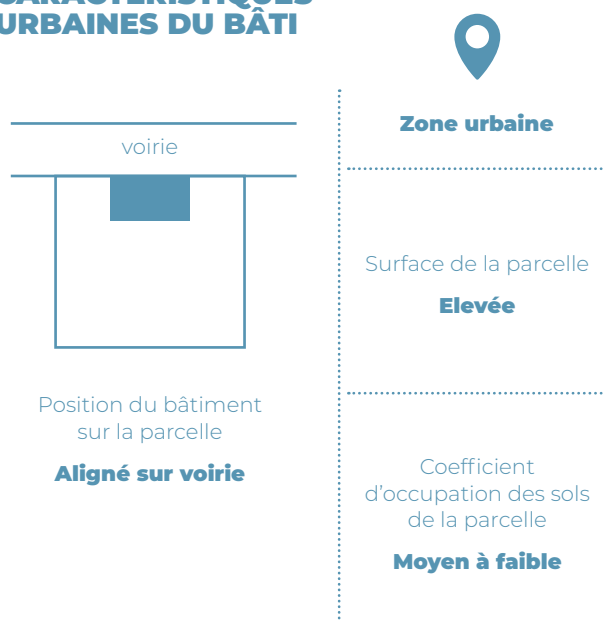 CARACTÉRISTIQUES
URBAINES DU BÂTI
voirie
Position du bâtiment
sur la parcelle
Aligné sur voirie
Zone urbaine
Surface de la parcelle
Elevée
Coefficient
d’occupation des sols
de la parcelle
Moyen à faible